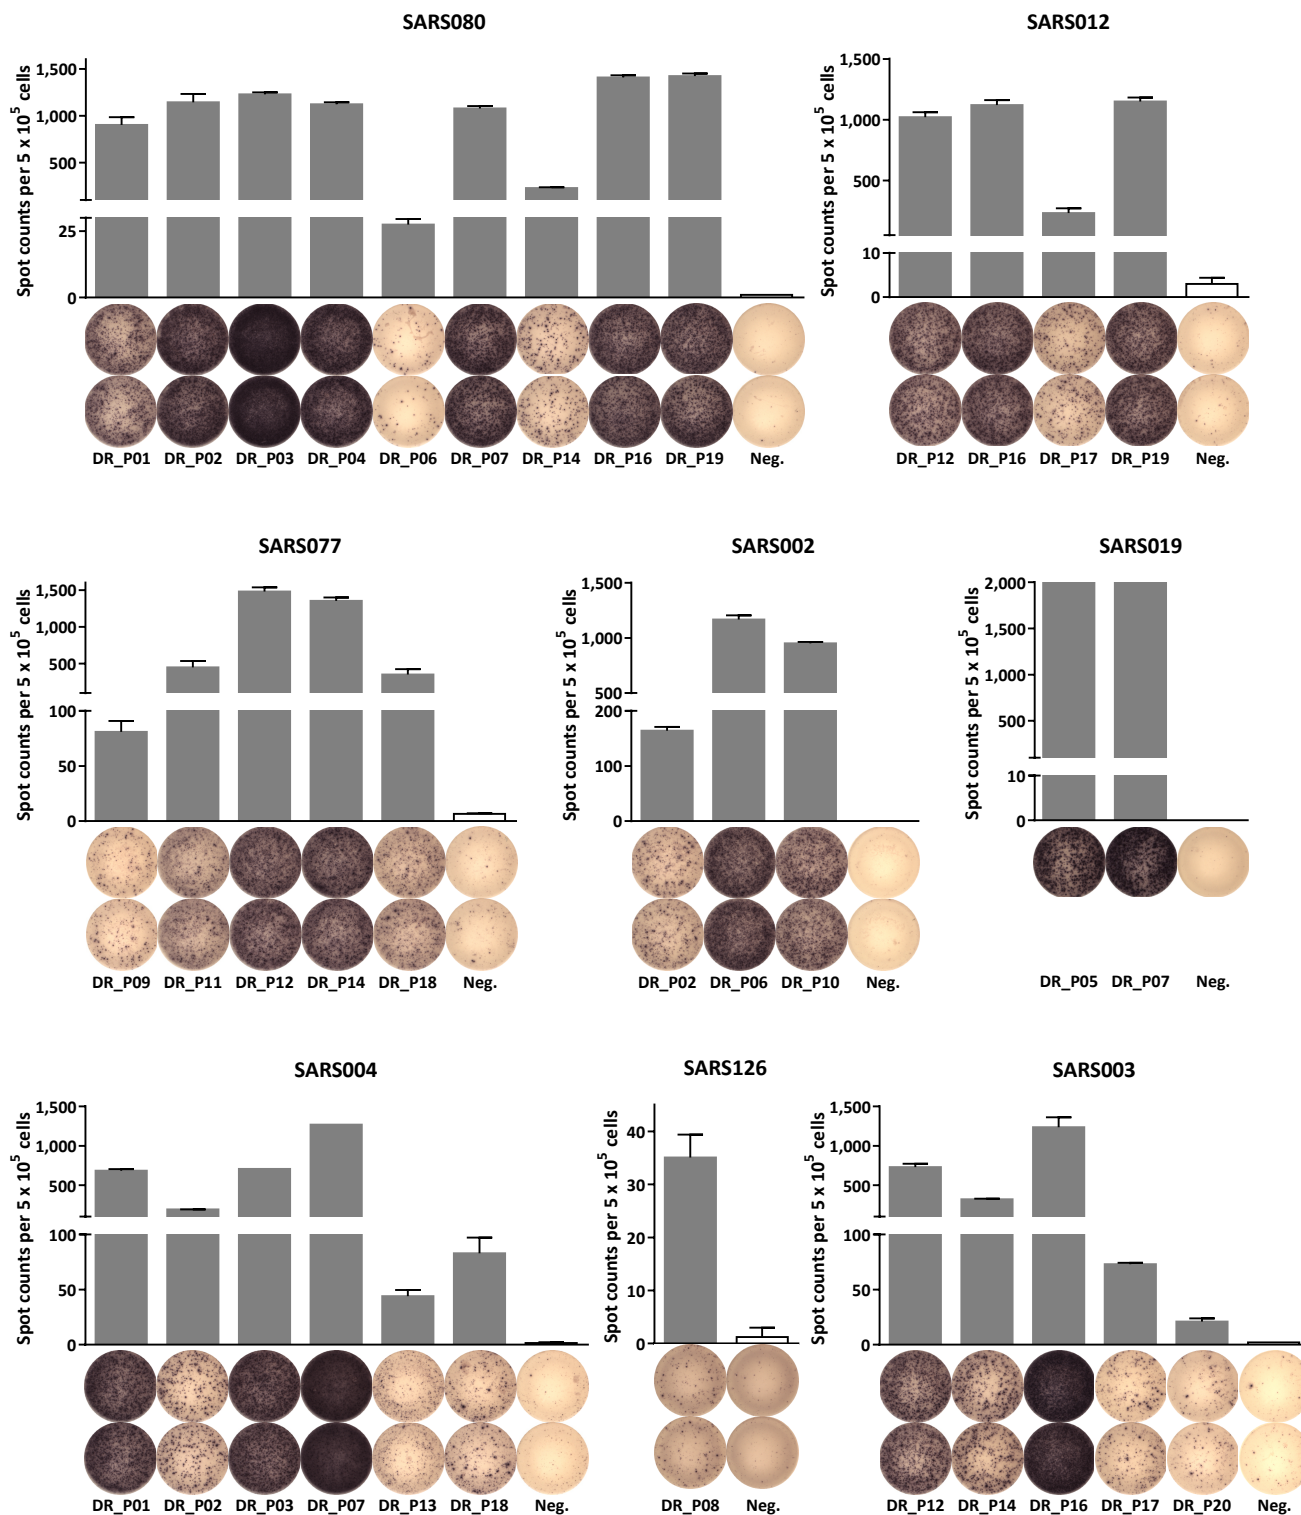 SARS080
Spot counts per 5 x 10^5 cells
1,500
1,000
500
25
0
DR_P01 DR_P02 DR_P03 DR_P04 DR_P06 DR_P07 DR_P14 DR_P16 DR_P19 Neg.
SARS012
Spot counts per 5 x 10^5 cells
1,500
1,000
500
10
0
DR_P12 DR_P16 DR_P17 DR_P19 Neg.
SARS077
Spot counts per 5 x 10^5 cells
1,500
1,000
500
100
50
0
DR_P09 DR_P11 DR_P12 DR_P14 DR_P18 Neg.
SARS002
Spot counts per 5 x 10^5 cells
1,500
1,000
500
200
100
0
DR_P02 DR_P06 DR_P10 Neg.
SARS019
Spot counts per 5 x 10^5 cells
2,000
1,500
1,000
500
10
0
DR_P05 DR_P07 Neg.
SARS004
Spot counts per 5 x 10^5 cells
1,500
1,000
500
100
50
0
DR_P01 DR_P02 DR_P03 DR_P07 DR_P13 DR_P18 Neg.
SARS126
Spot counts per 5 x 10^5 cells
40
30
20
10
0
DR_P08 Neg.
SARS003
Spot counts per 5 x 10^5 cells
1,500
1,000
500
100
50
0
DR_P12 DR_P14 DR_P16 DR_P17 DR_P20 Neg.